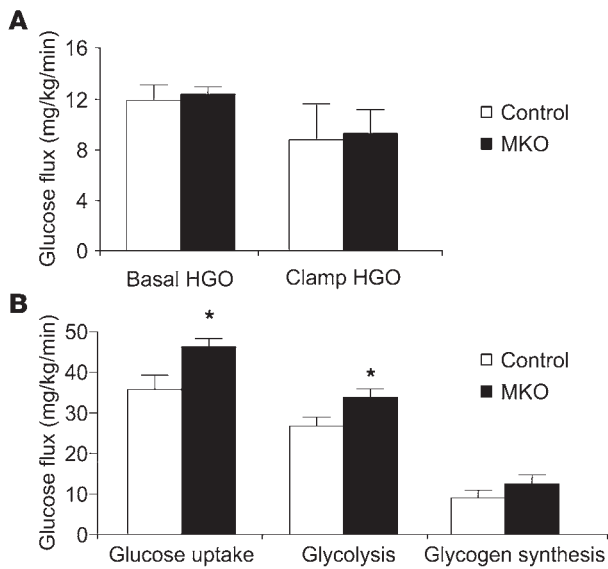 A
Glucose flux (mg/kg/min)
16
12
8
4
0
Basal HGO
Clamp HGO
Control
MKO
B
Glucose flux (mg/kg/min)
50
40
30
20
10
0
*
*
Control
MKO
Glucose uptake
Glycolysis
Glycogen synthesis